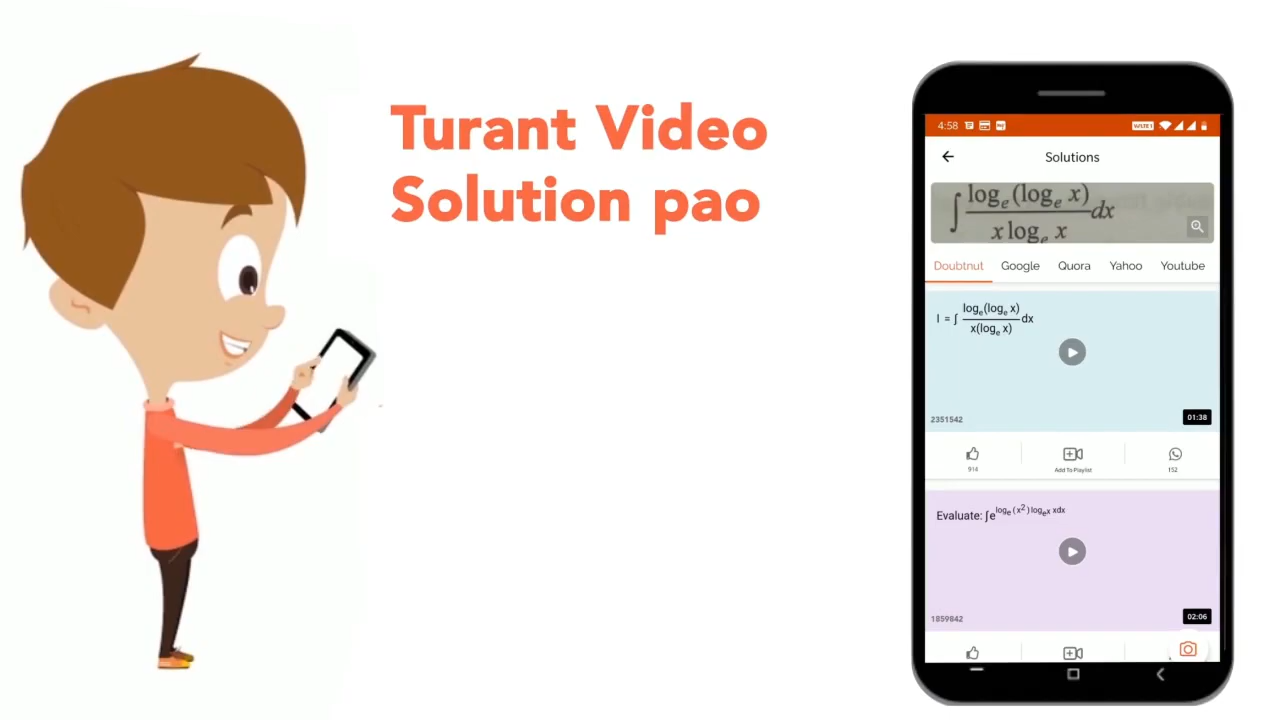 Turant Video
Solution pao
4:58
Solutions
∫ logₑ(logₑ x) / x logₑ x dx
Doubtnut Google Quora Yahoo Youtube
I = ∫ logₑ(logₑ x) / x(logₑ x) dx
2351542 01:38
914 Add To Playlist 152
Evaluate: ∫e^logₑ(x²)logₑx xdx
1859842 02:06